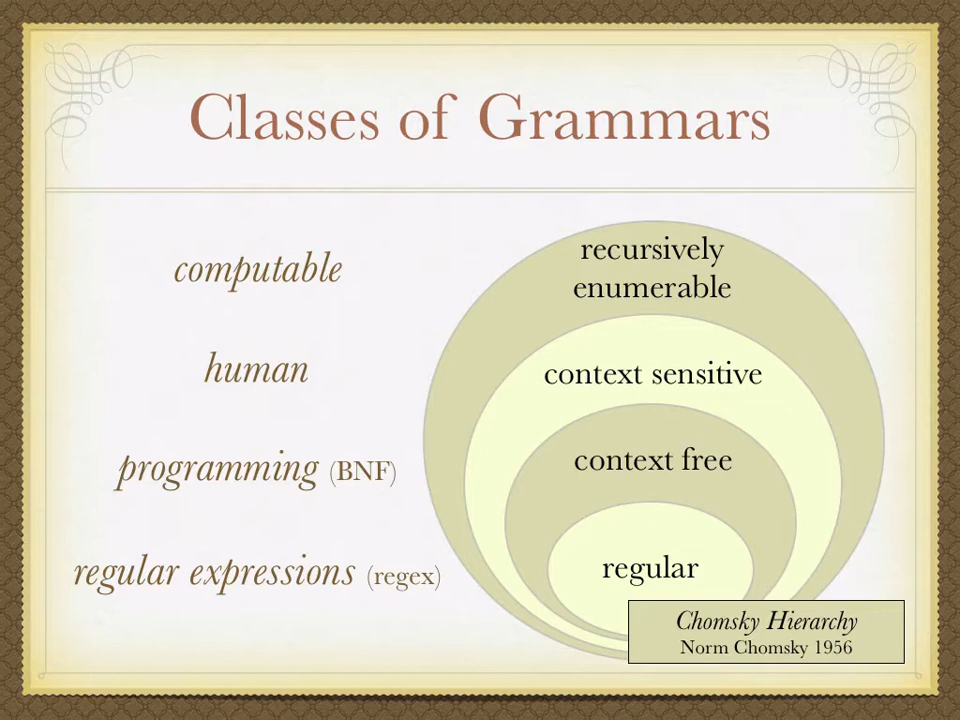 Classes of Grammars
computable
recursively
enumerable
human
context sensitive
programming (BNF)
context free
regular expressions (regex)
regular
Chomsky Hierarchy
Norm Chomsky 1956